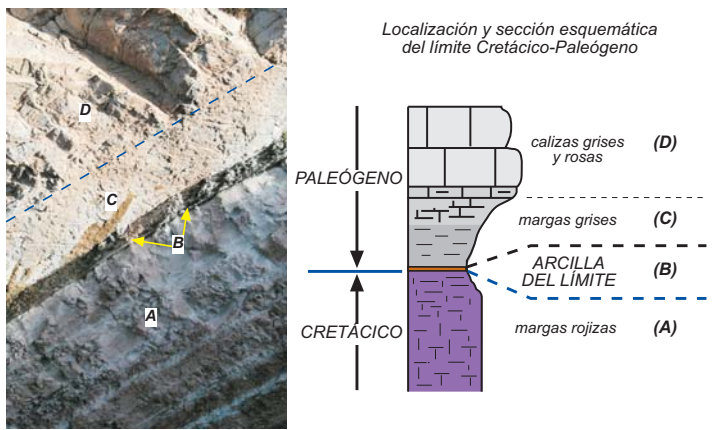 Localización y sección esquemática
del límite Cretácico-Paleógeno
D
C
B
A
PALEÓGENO
CRETÁCICO
calizas grises
y rosas
(D)
margas grises
(C)
ARCILLA
DEL LÍMITE
(B)
margas rojizas
(A)